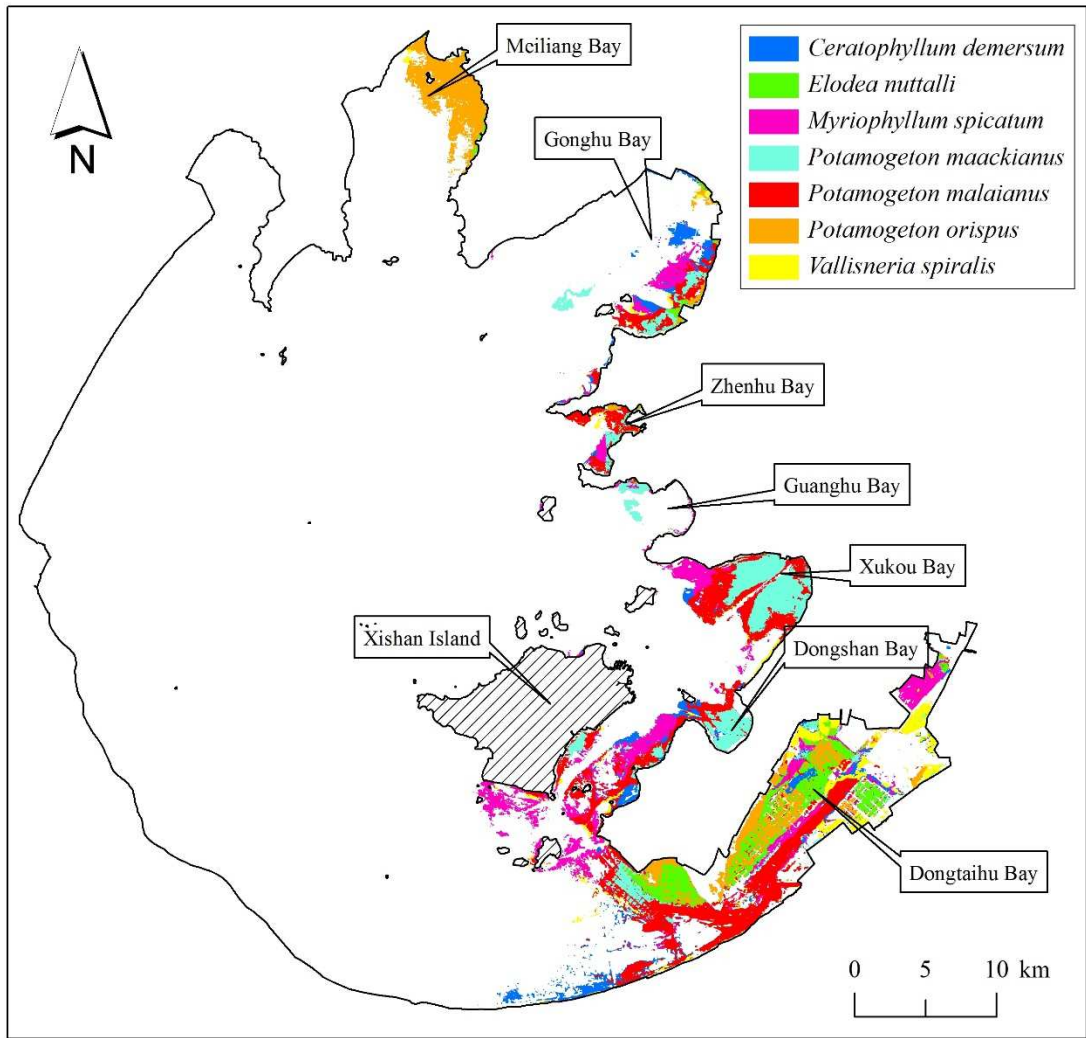 Meiliang Bay
Ceratophyllum demersum
Elodea nuttalli
Myriophyllum spicatum
Potamogeton maackianus
Potamogeton malaianus
Potamogeton orispus
Vallisneria spiralis
N
Gonghu Bay
Zhenhu Bay
Guanghu Bay
Xukou Bay
Xishan Island
Dongshan Bay
Dongtaihu Bay
0 5 10 km